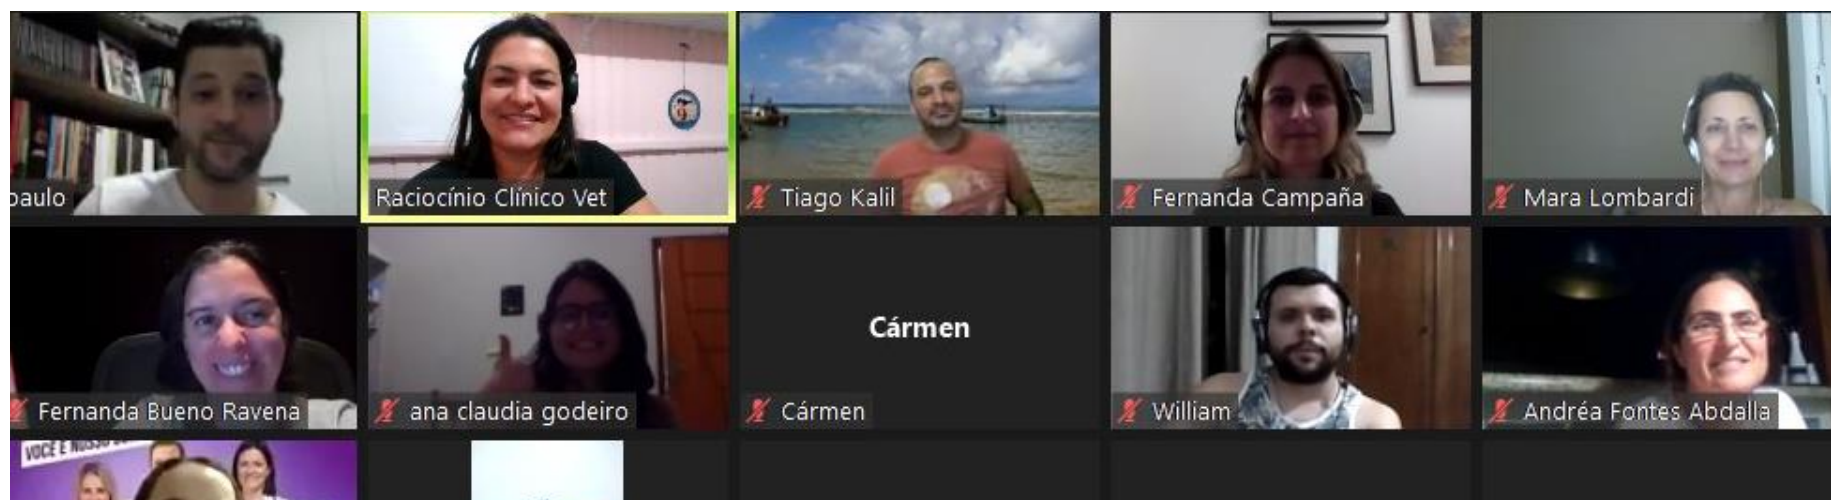 paulo
Raciocínio Clínico Vet
Tiago Kalil
Fernanda Campaña
Mara Lombardi
Fernanda Bueno Ravena
ana claudia godeiro
Cármen
Cármen
William
Andréa Fontes Abdalla
VOCÊ É NOSSO